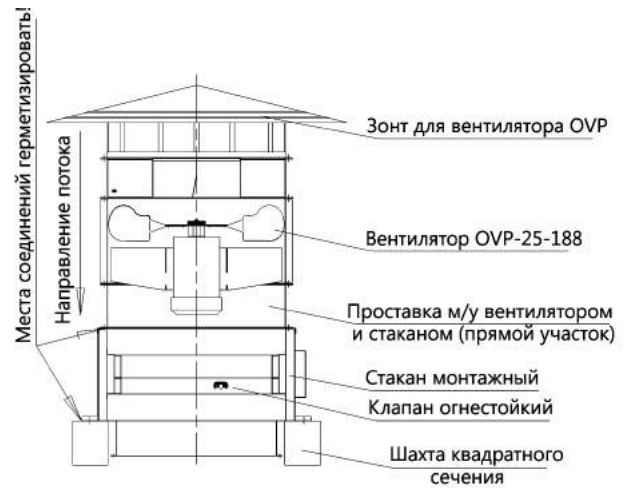 Места соединений герметизировать!
Направление потока
Зонт для вентилятора OVP
Вентилятор OVP-25-188
Проставка м/у вентилятором
и стаканом (прямой участок)
Стакан монтажный
Клапан огнестойкий
Шахта квадратного
сечения